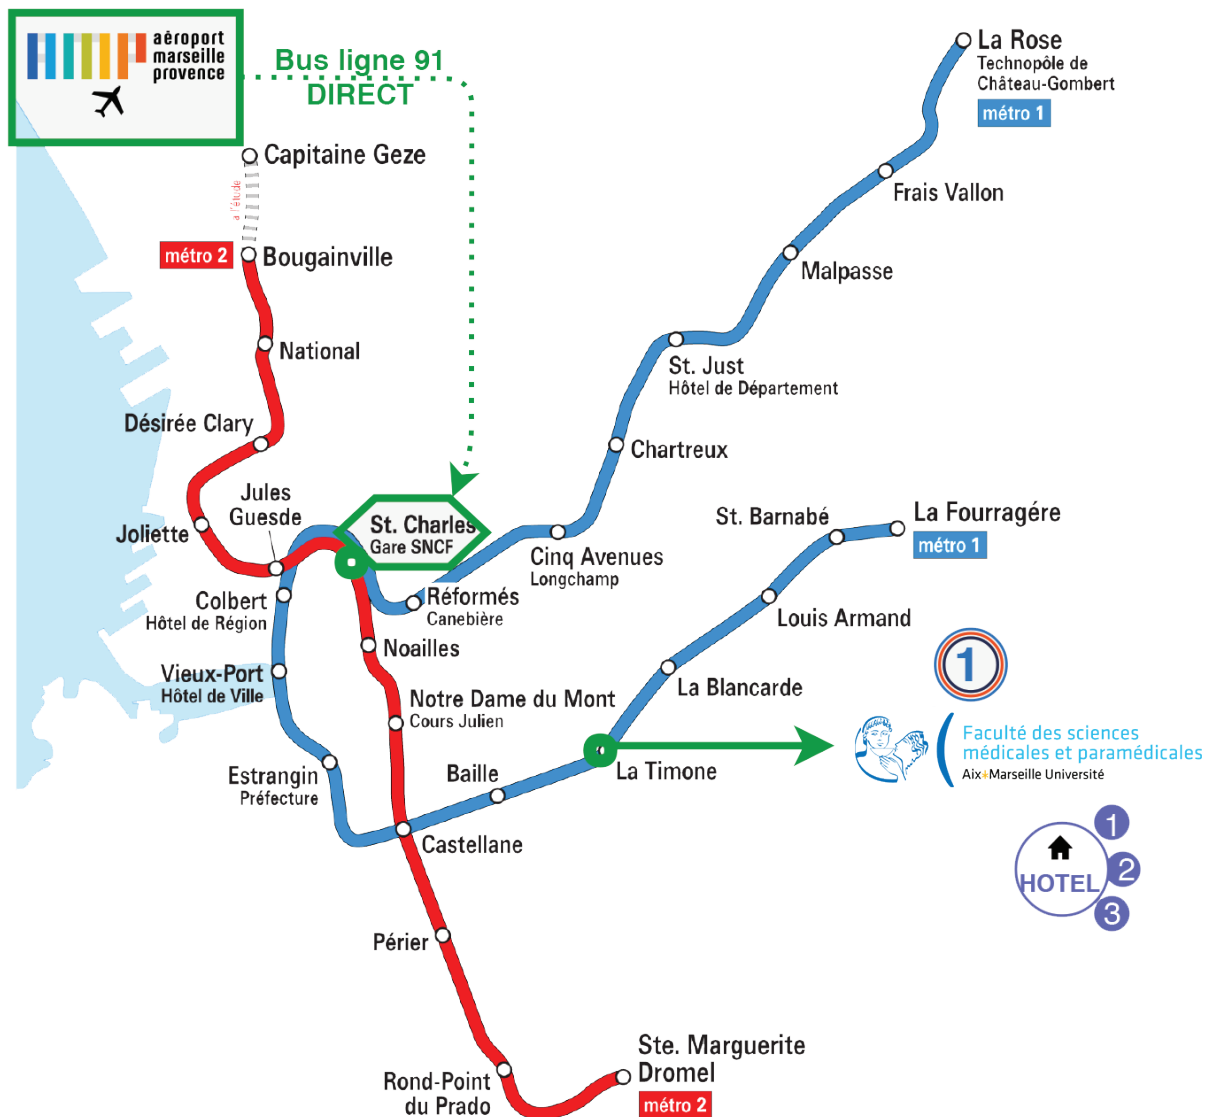 aéroport
marseille
provence
Bus ligne 91
DIRECT
La Rose
Technopôle de
Château-Gombert
métro 1
Capitaine Geze
a l'étude
métro 2
Bougainville
Frais Vallon
Malpasse
National
St. Just
Hôtel de Département
Désirée Clary
Chartreux
Jules
Guesde
Joliette
St. Charles
Gare SNCF
St. Barnabé
La Fourragére
métro 1
Cinq Avenues
Longchamp
Colbert
Hôtel de Région
Réformés
Canebière
Louis Armand
Noailles
Vieux-Port
Hôtel de Ville
1
La Blancarde
Notre Dame du Mont
Cours Julien
Faculté des sciences
médicales et paramédicales
Aix*Marseille Université
Estrangin
Préfecture
Baille
La Timone
Castellane
1
HOTEL
2
3
Périer
Ste. Marguerite
Dromel
métro 2
Rond-Point
du Prado